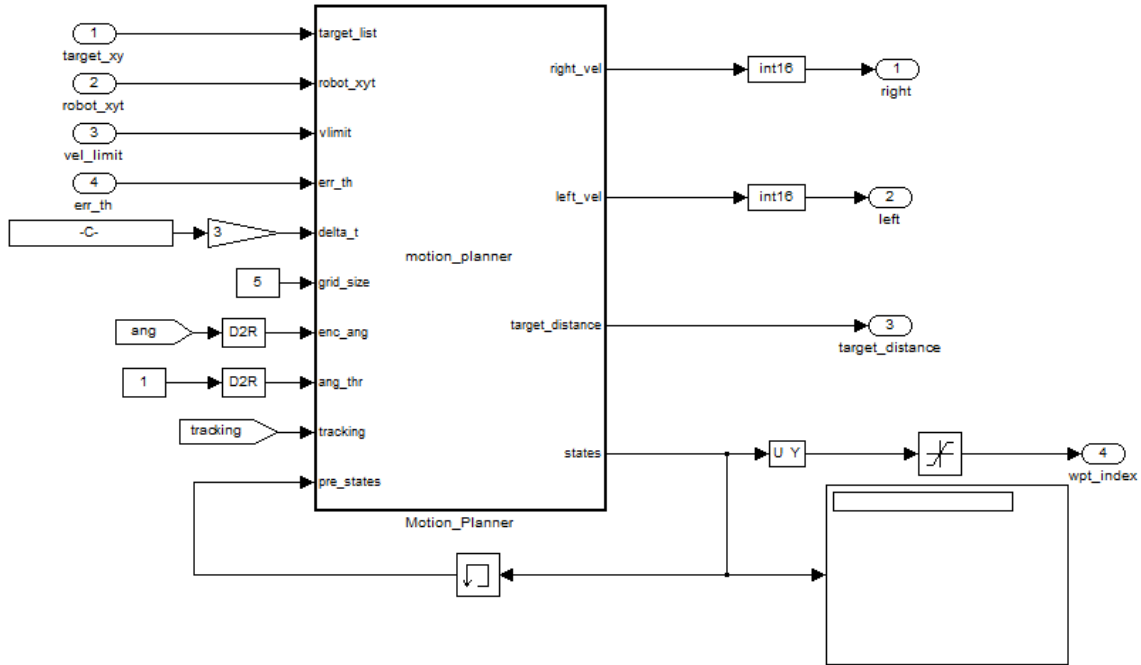 1
target_xy
2
robot_xyt
3
vel_limit
4
err_th
-C-
3
5
ang
D2R
1
D2R
tracking
target_list
robot_xyt
vlimit
err_th
delta_t
grid_size
enc_ang
ang_thr
tracking
pre_states
motion_planner
right_vel
left_vel
target_distance
states
Motion_Planner
int16
1
right
int16
2
left
3
target_distance
U Y
4
wpt_index